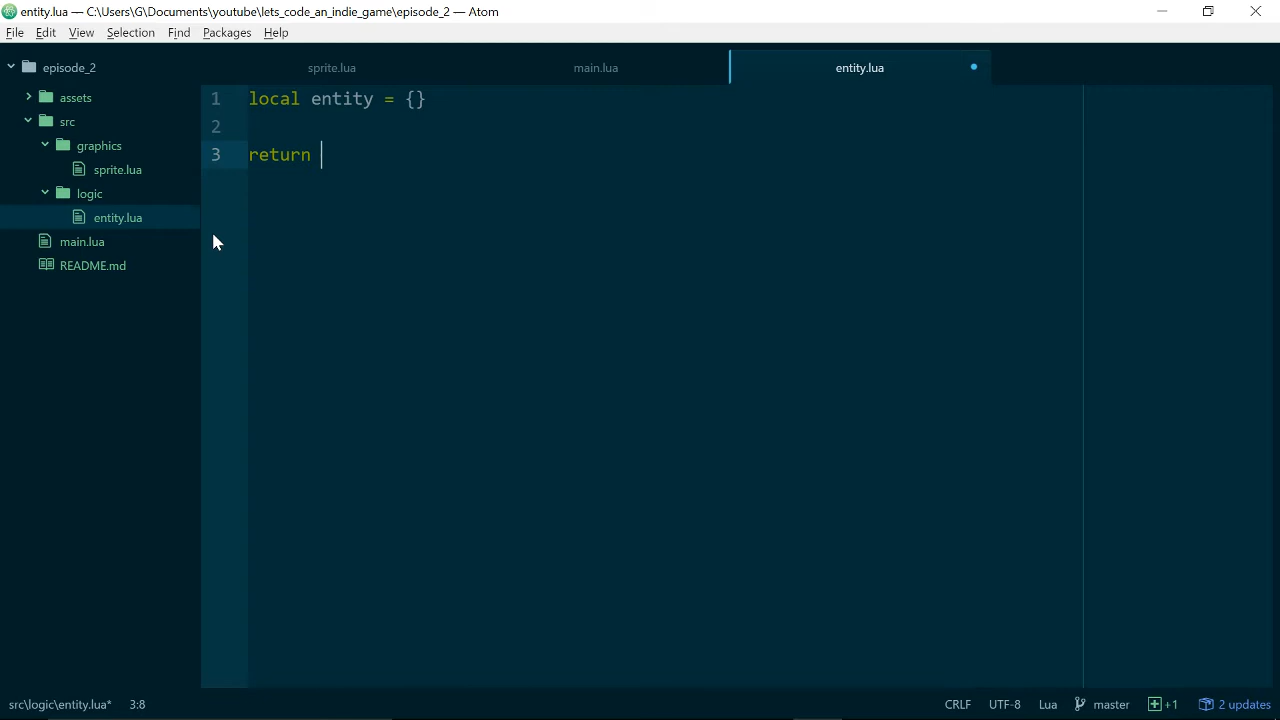 entity.lua — C:\Users\G\Documents\youtube\lets_code_an_indie_game\episode_2 — Atom
File Edit View Selection Find Packages Help
episode_2
sprite.lua
main.lua
entity.lua
assets
src
graphics
sprite.lua
logic
entity.lua
main.lua
README.md
1 local entity = {}
2
3 return
src\logic\entity.lua* 3:8
CRLF UTF-8 Lua master +1 2 updates